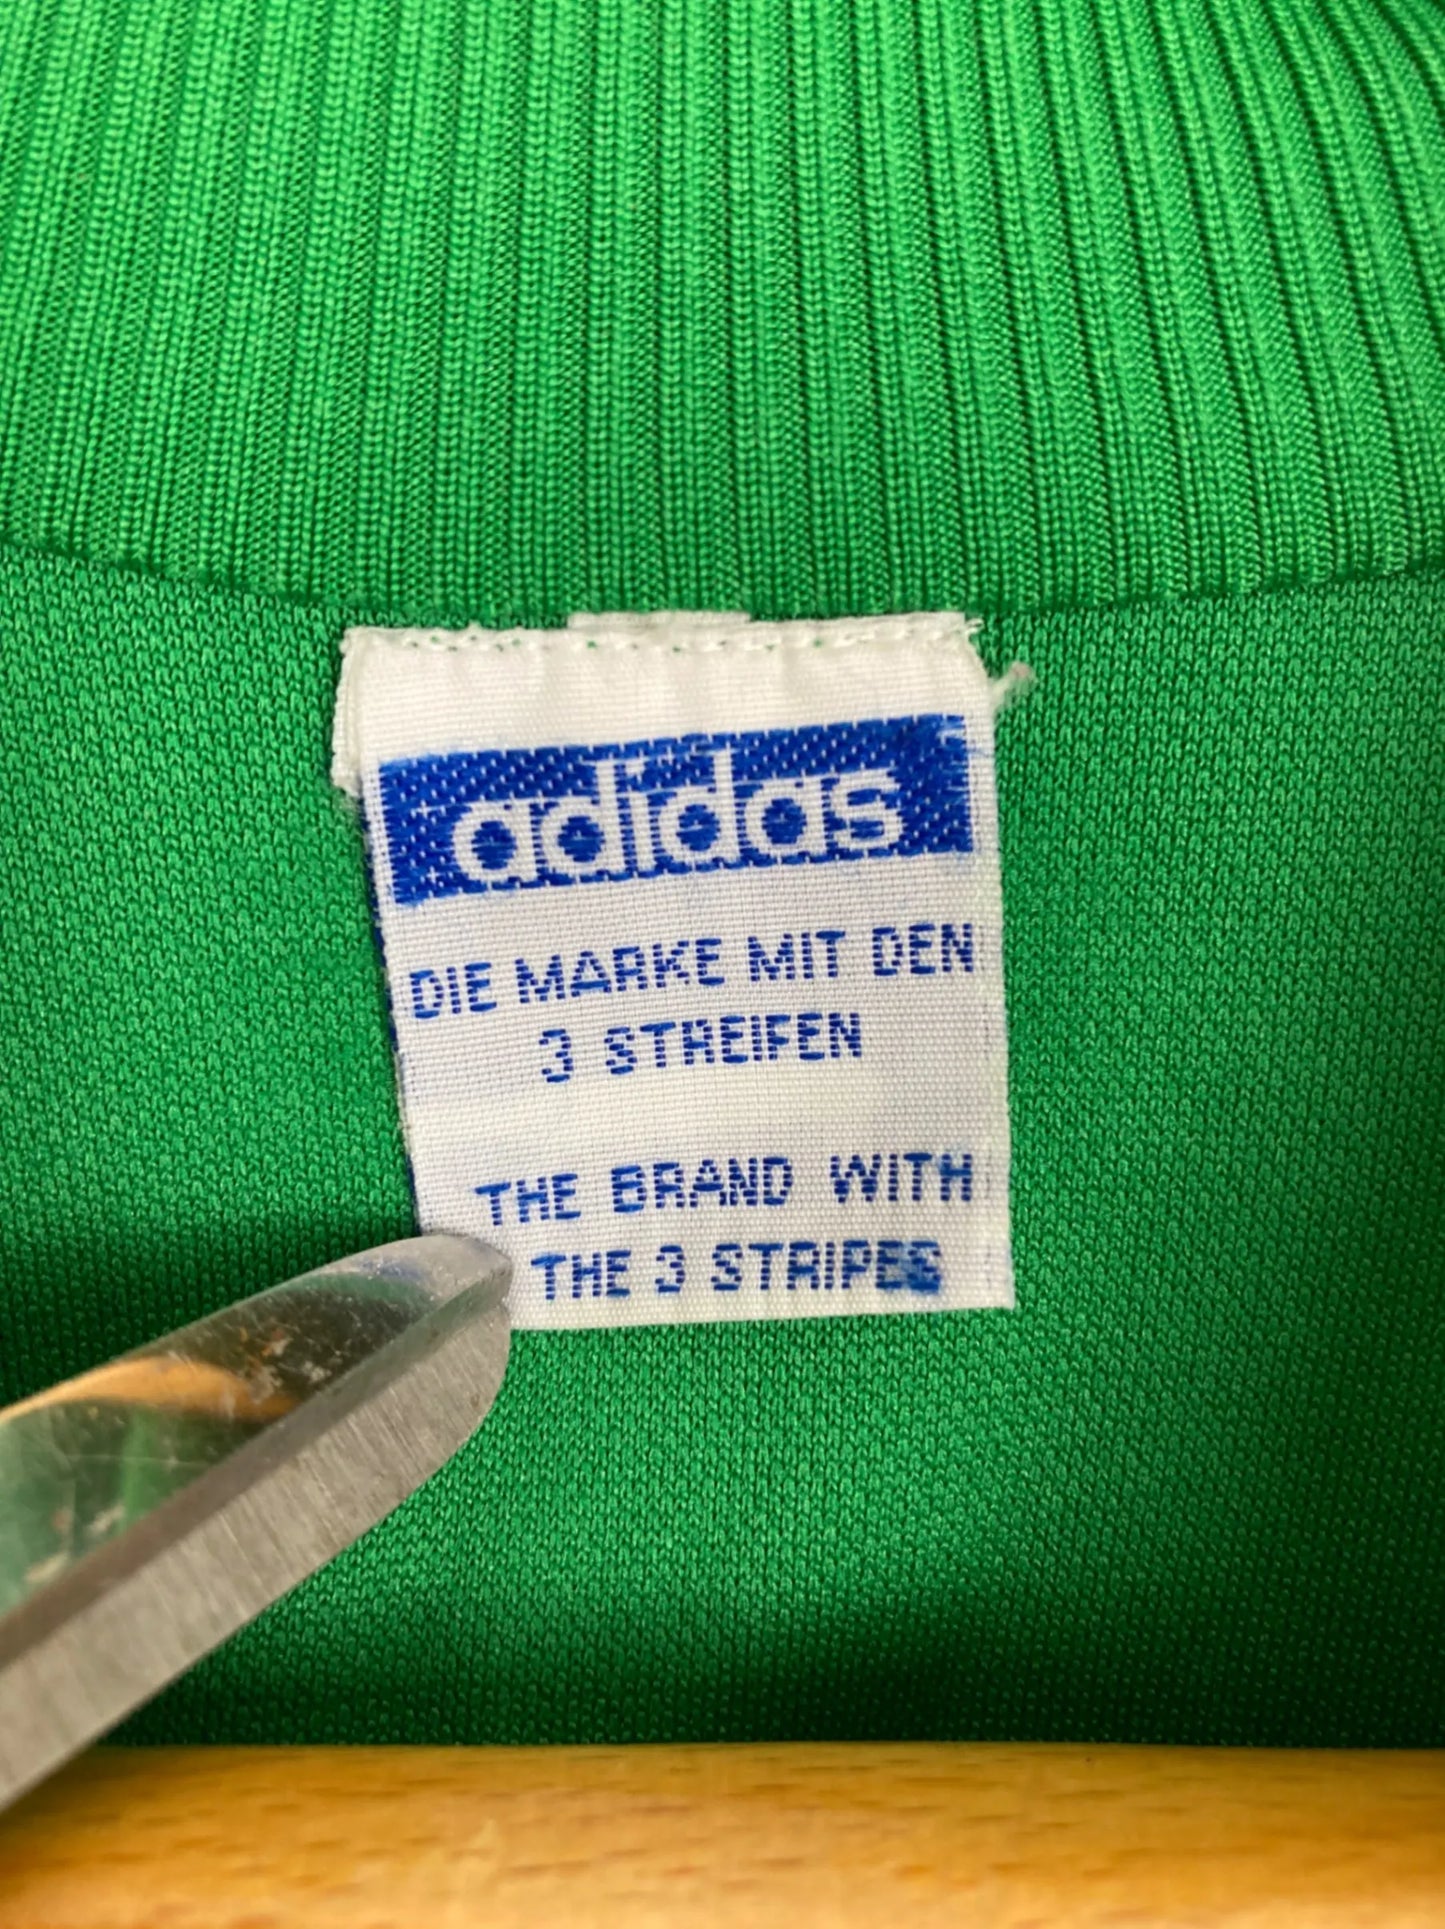 adidas
DIE MARKE MIT DEN
3 STREIFEN
THE BRAND WITH
THE 3 STRIPES